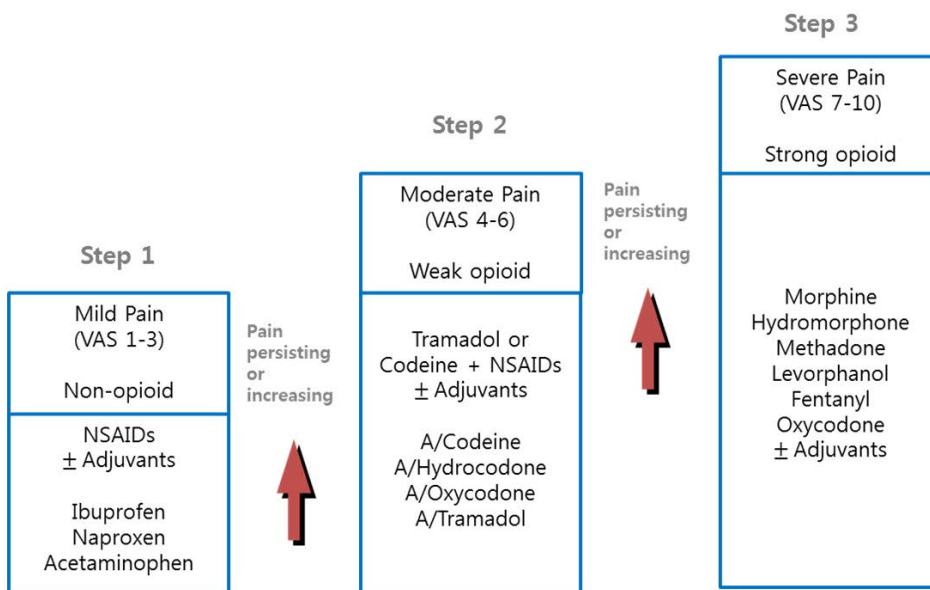 Step 1
Mild Pain
(VAS 1-3)
Non-opioid
NSAIDs
± Adjuvants
Ibuprofen
Naproxen
Acetaminophen
Pain
persisting
or
increasing
Step 2
Moderate Pain
(VAS 4-6)
Weak opioid
Tramadol or
Codeine + NSAIDs
± Adjuvants
A/Codeine
A/Hydrocodone
A/Oxycodone
A/Tramadol
Pain
persisting
or
increasing
Step 3
Severe Pain
(VAS 7-10)
Strong opioid
Morphine
Hydromorphone
Methadone
Levorphanol
Fentanyl
Oxycodone
± Adjuvants